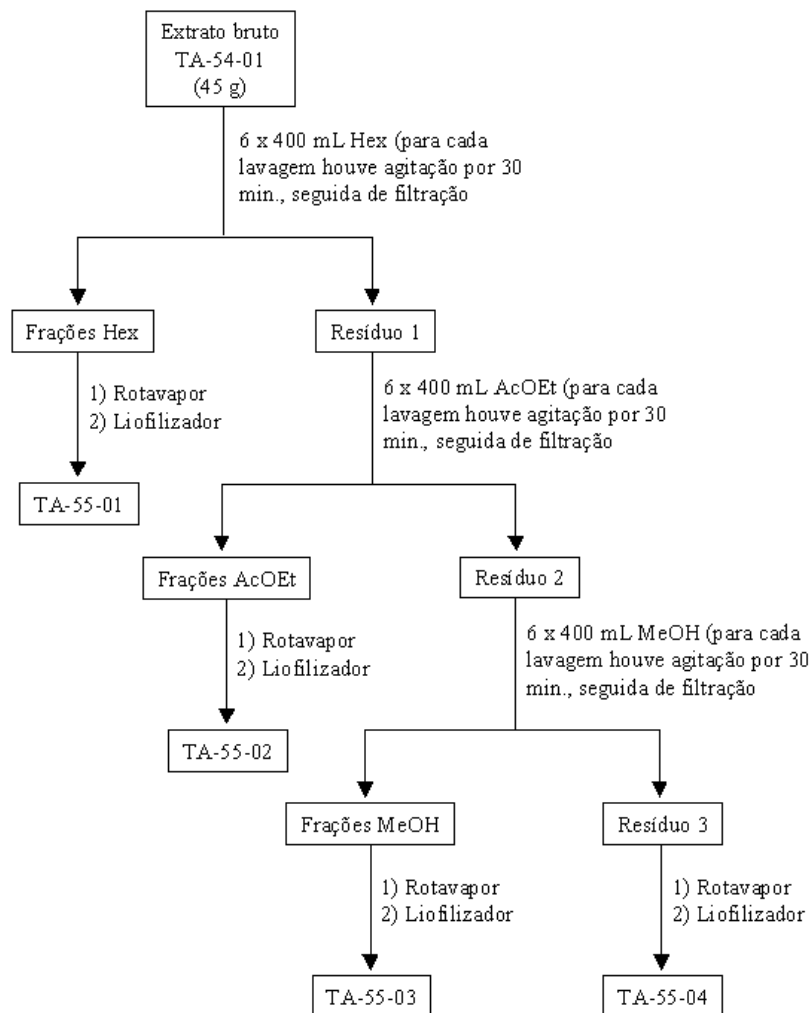 Extrato bruto
TA-54-01
(45 g)
6 x 400 mL Hex (para cada
lavagem houve agitação por 30
min., seguida de filtração
Frações Hex
Resíduo 1
1) Rotavapor
2) Liofilizador
6 x 400 mL AcOEt (para cada
lavagem houve agitação por 30
min., seguida de filtração
TA-55-01
Frações AcOEt
Resíduo 2
1) Rotavapor
2) Liofilizador
6 x 400 mL MeOH (para cada
lavagem houve agitação por 30
min., seguida de filtração
TA-55-02
Frações MeOH
Resíduo 3
1) Rotavapor
2) Liofilizador
1) Rotavapor
2) Liofilizador
TA-55-03
TA-55-04